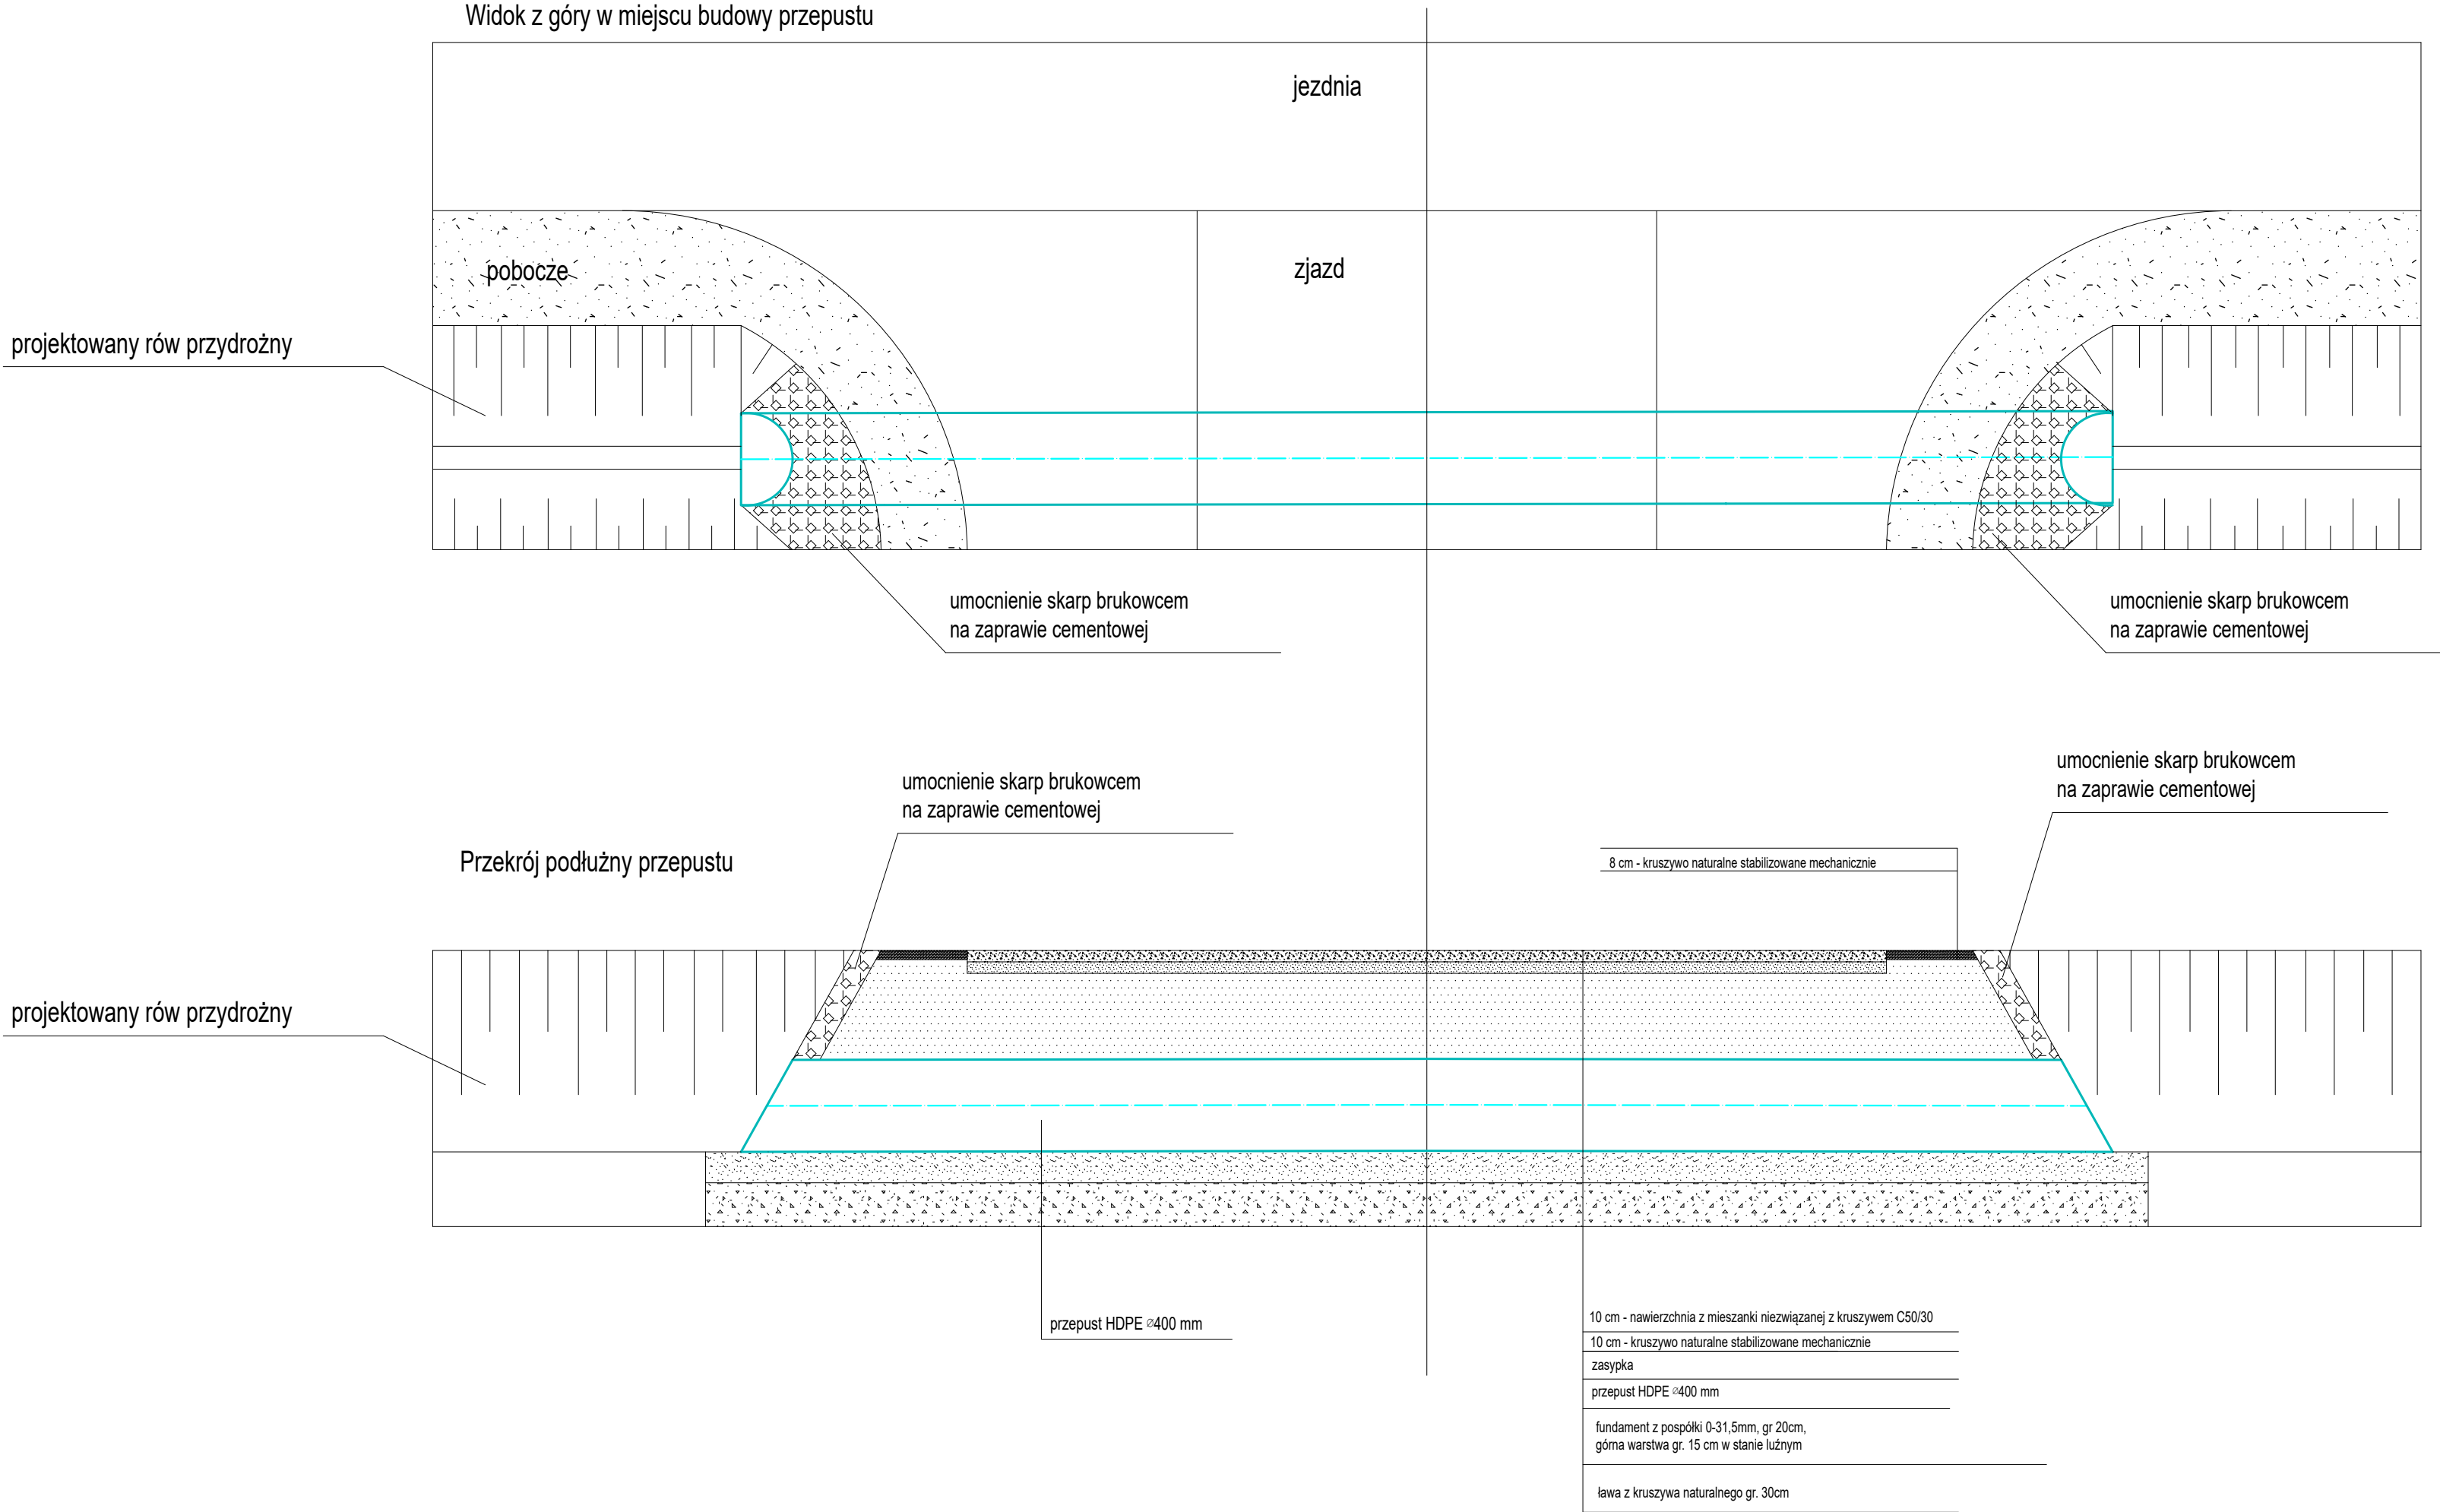 Widok z góry w miejscu budowy przepustu
jezdnia
pobocze
zjazd
projektowany rów przydrożny
umocnienie skarp brukowcem
na zaprawie cementowej
umocnienie skarp brukowcem
na zaprawie cementowej
umocnienie skarp brukowcem
na zaprawie cementowej
umocnienie skarp brukowcem
na zaprawie cementowej
Przekrój podłużny przepustu
8 cm - kruszywo naturalne stabilizowane mechanicznie
projektowany rów przydrożny
przepust HDPE ⌀400 mm
10 cm - nawierzchnia z mieszanki niezwiązanej z kruszywem C50/30
10 cm - kruszywo naturalne stabilizowane mechanicznie
zasypka
przepust HDPE ⌀400 mm
fundament z pospółki 0-31,5mm, gr 20cm,
górna warstwa gr. 15 cm w stanie luźnym
ława z kruszywa naturalnego gr. 30cm